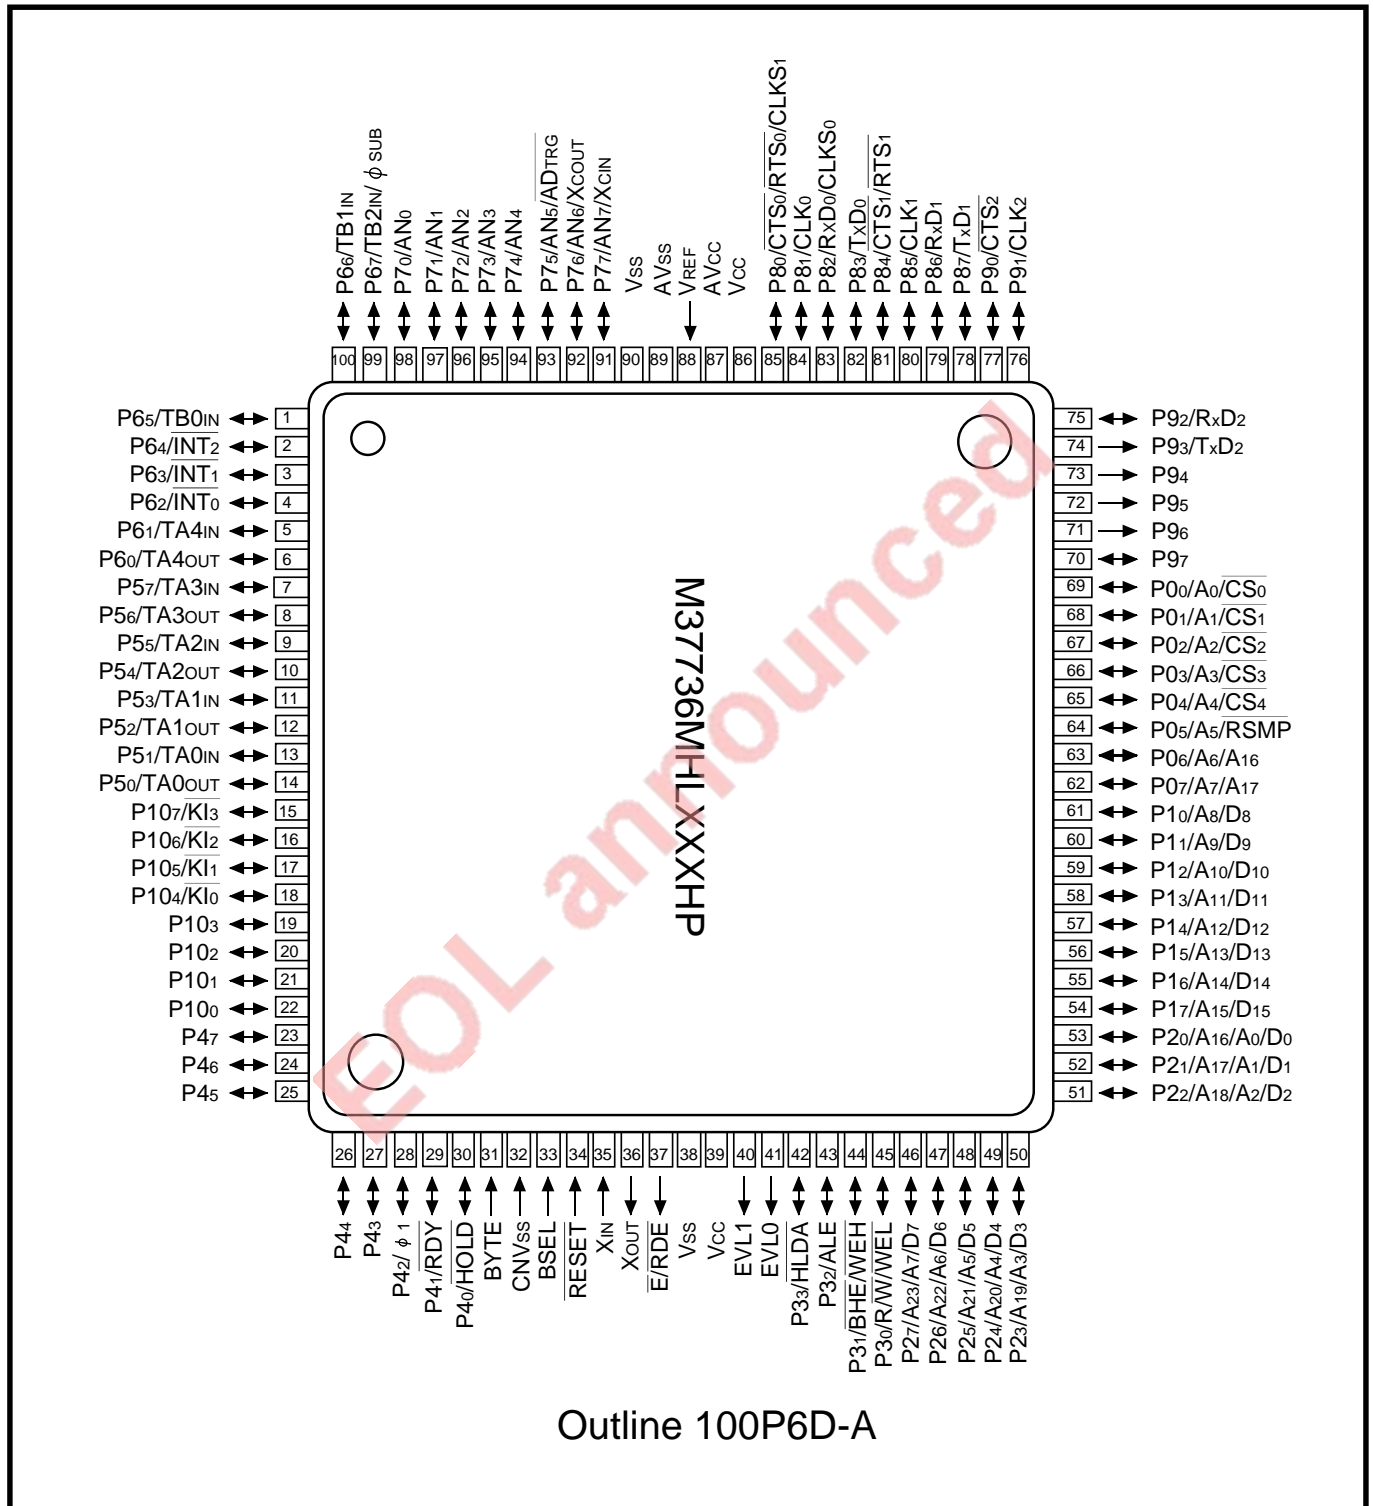 P66/TB1IN
P67/TB2IN/ φ SUB
P70/AN0
P71/AN1
P72/AN2
P73/AN3
P74/AN4
P75/AN5/ADTRG
P76/AN6/XCOUT
P77/AN7/XCIN
VSS
AVSS
VREF
AVCC
VCC
P80/CTS0/RTS0/CLKS1
P81/CLK0
P82/RxD0/CLKS0
P83/TxD0
P84/CTS1/RTS1
P85/CLK1
P86/RxD1
P87/TxD1
P90/CTS2
P91/CLK2
100 99 98 97 96 95 94 93 92 91 90 89 88 87 86 85 84 83 82 81 80 79 78 77 76
P65/TB0IN 1
P64/INT2 2
P63/INT1 3
P62/INT0 4
P61/TA4IN 5
P60/TA4OUT 6
P57/TA3IN 7
P56/TA3OUT 8
P55/TA2IN 9
P54/TA2OUT 10
P53/TA1IN 11
P52/TA1OUT 12
P51/TA0IN 13
P50/TA0OUT 14
P107/KI3 15
P106/KI2 16
P105/KI1 17
P104/KI0 18
P103 19
P102 20
P101 21
P100 22
P47 23
P46 24
P45 25
M37736MHLXXXHP
EOL announced
75 P92/RxD2
74 P93/TxD2
73 P94
72 P95
71 P96
70 P97
69 P00/A0/CS0
68 P01/A1/CS1
67 P02/A2/CS2
66 P03/A3/CS3
65 P04/A4/CS4
64 P05/A5/RSMP
63 P06/A6/A16
62 P07/A7/A17
61 P10/A8/D8
60 P11/A9/D9
59 P12/A10/D10
58 P13/A11/D11
57 P14/A12/D12
56 P15/A13/D13
55 P16/A14/D14
54 P17/A15/D15
53 P20/A16/A0/D0
52 P21/A17/A1/D1
51 P22/A18/A2/D2
26 27 28 29 30 31 32 33 34 35 36 37 38 39 40 41 42 43 44 45 46 47 48 49 50
P44
P43
P42/ φ 1
P41/RDY
P40/HOLD
BYTE
CNVSS
BSEL
RESET
XIN
XOUT
E/RDE
VSS
VCC
EVL1
EVL0
P33/HLDA
P32/ALE
P31/BHE/WEH
P30/R/W/WEL
P27/A23/A7/D7
P26/A22/A6/D6
P25/A21/A5/D5
P24/A20/A4/D4
P23/A19/A3/D3
Outline 100P6D-A